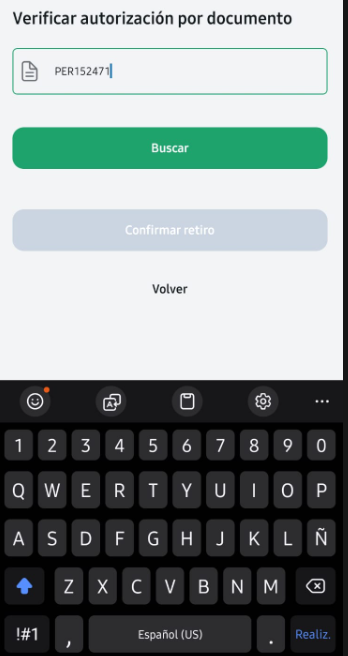 Verificar autorización por documento
PER152471
Buscar
Confirmar retiro
Volver
1 2 3 4 5 6 7 8 9 0
Q W E R T Y U I O P
A S D F G H J K L Ñ
Z X C V B N M
!#1 , Español (US) . Realiz.